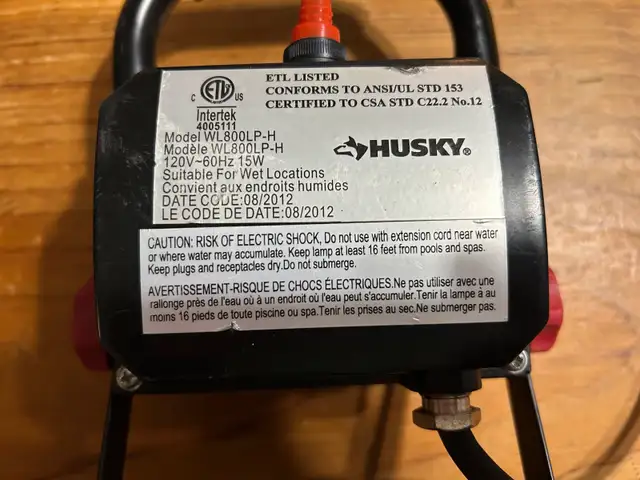 ETL LISTED
CONFORMS TO ANSI/UL STD 153
CERTIFIED TO CSA STD C22.2 No.12
C ETL US
Intertek
4005111
Model WL800LP-H
Modèle WL800LP-H
120V~60Hz 15W
Suitable For Wet Locations
Convient aux endroits humides
DATE CODE:08/2012
LE CODE DE DATE:08/2012
HUSKY®
CAUTION: RISK OF ELECTRIC SHOCK, Do not use with extension cord near water
or where water may accumulate. Keep lamp at least 16 feet from pools and spas.
Keep plugs and receptacles dry.Do not submerge.
AVERTISSEMENT-RISQUE DE CHOCS ÉLECTRIQUES.Ne pas utiliser avec une
rallonge près de l'eau où à un endroit où l'eau peut s'accumuler.Tenir la lampe à au
moins 16 pieds de toute piscine ou spa.Tenir les prises au sec.Ne submerger pas.